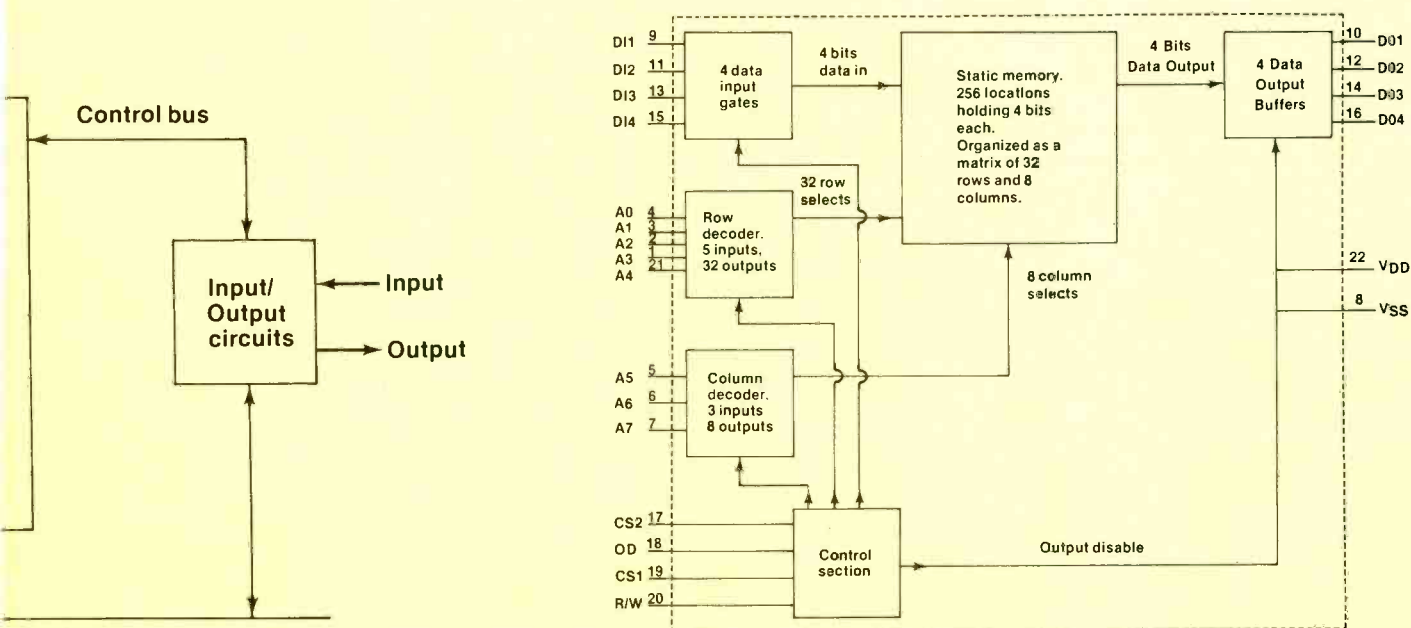 Control bus
Input/
Output
circuits
Input
Output
DI1 9
DI2 11
DI3 13
DI4 15
4 data
input
gates
4 bits
data in
Static memory.
256 locations
holding 4 bits
each.
Organized as a
matrix of 32
rows and 8
columns.
4 Bits
Data Output
4 Data
Output
Buffers
10 D01
12 D02
14 D03
16 D04
A0 4
A1 3
A2 2
A3 1
A4 21
Row
decoder.
5 inputs,
32 outputs
32 row
selects
8 column
selects
22 VDD
8 VSS
A5 5
A6 6
A7 7
Column
decoder.
3 inputs
8 outputs
CS2 17
OD 18
CS1 19
R/W 20
Control
section
Output disable